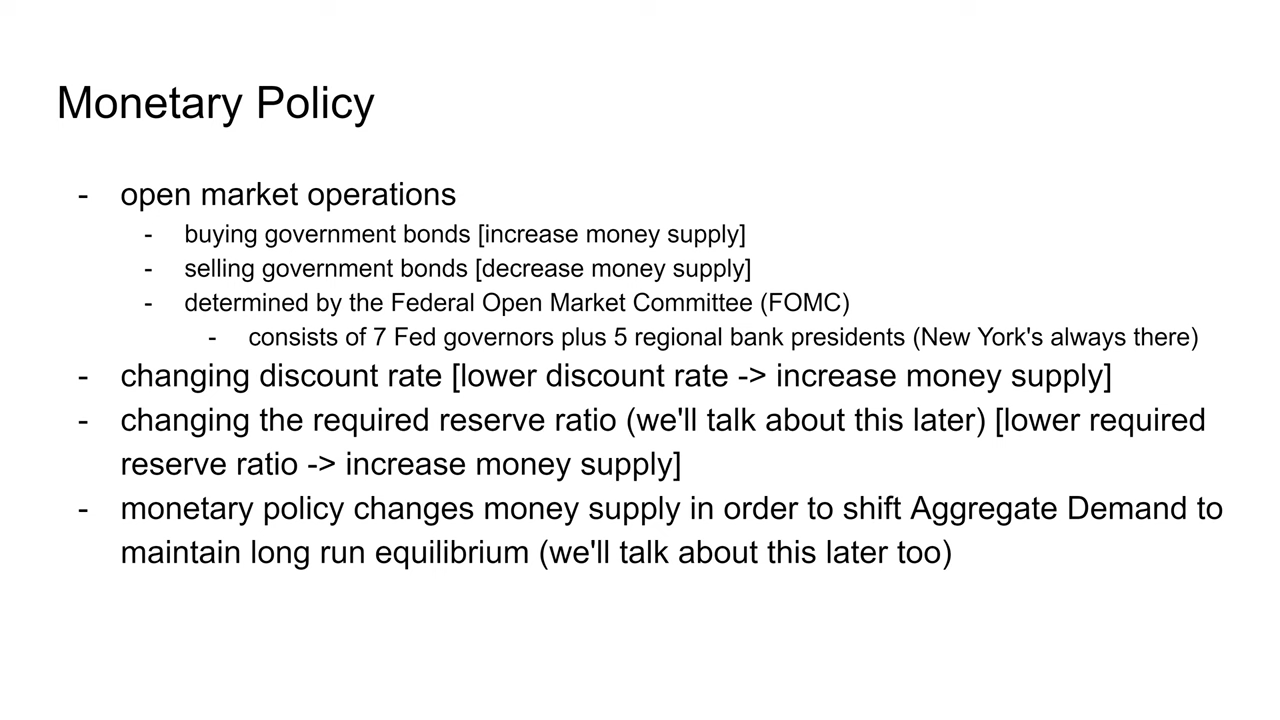 Monetary Policy
- open market operations
- buying government bonds [increase money supply]
- selling government bonds [decrease money supply]
- determined by the Federal Open Market Committee (FOMC)
- consists of 7 Fed governors plus 5 regional bank presidents (New York's always there)
- changing discount rate [lower discount rate -> increase money supply]
- changing the required reserve ratio (we'll talk about this later) [lower required
reserve ratio -> increase money supply]
- monetary policy changes money supply in order to shift Aggregate Demand to
maintain long run equilibrium (we'll talk about this later too)